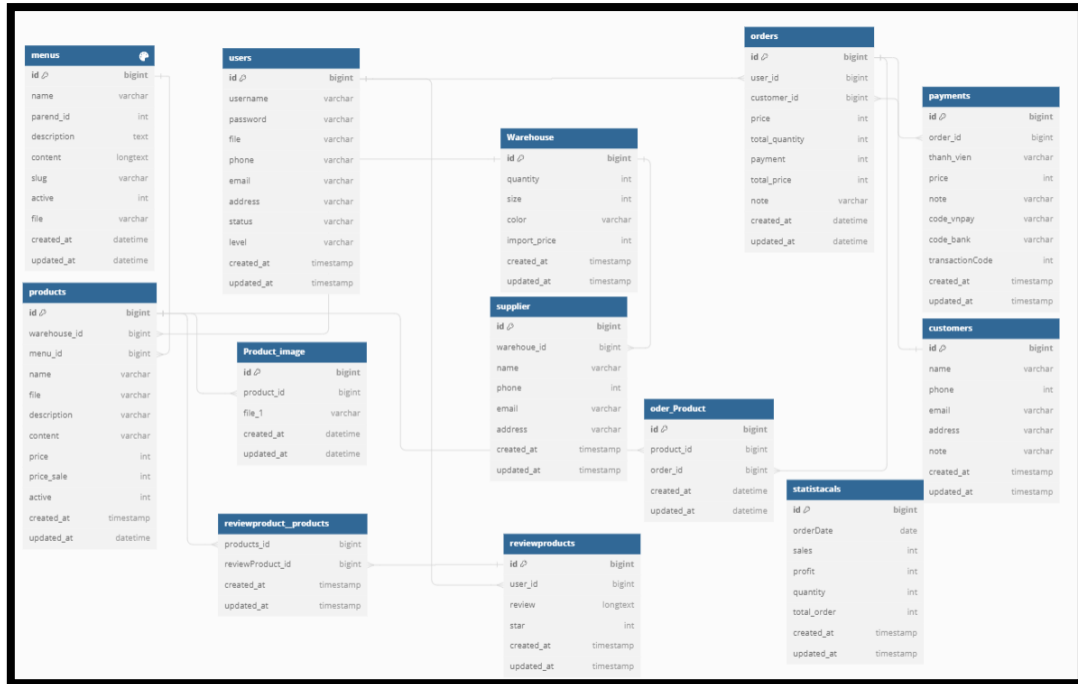 menus
id bigint
name varchar
parend_id int
description text
content longtext
slug varchar
active int
file varchar
created_at datetime
updated_at datetime
products
id bigint
warehouse_id bigint
menu_id bigint
name varchar
file varchar
description varchar
content varchar
price int
price_sale int
active int
created_at timestamp
updated_at datetime
users
id bigint
username varchar
password varchar
file varchar
phone varchar
email varchar
address varchar
status varchar
level varchar
created_at timestamp
updated_at timestamp
Product_image
id bigint
product_id bigint
file_1 varchar
created_at datetime
updated_at datetime
reviewproduct__products
products_id bigint
reviewProduct_id bigint
created_at timestamp
updated_at timestamp
Warehouse
id bigint
quantity int
size int
color varchar
import_price int
created_at timestamp
updated_at timestamp
supplier
id bigint
warehoue_id bigint
name varchar
phone int
email varchar
address varchar
created_at timestamp
updated_at timestamp
reviewproducts
id bigint
user_id bigint
review longtext
star int
created_at timestamp
updated_at timestamp
oder_Product
id bigint
product_id bigint
order_id bigint
created_at datetime
updated_at datetime
orders
id bigint
user_id bigint
customer_id bigint
price int
total_quantity int
payment int
total_price int
note varchar
created_at datetime
updated_at datetime
payments
id bigint
order_id bigint
thanh_vien varchar
price int
note varchar
code_vnpay varchar
code_bank varchar
transactionCode int
created_at timestamp
updated_at timestamp
customers
id bigint
name varchar
phone int
email varchar
address varchar
note varchar
created_at timestamp
updated_at timestamp
statistacals
id bigint
orderDate date
sales int
profit int
quantity int
total_order int
created_at timestamp
updated_at timestamp